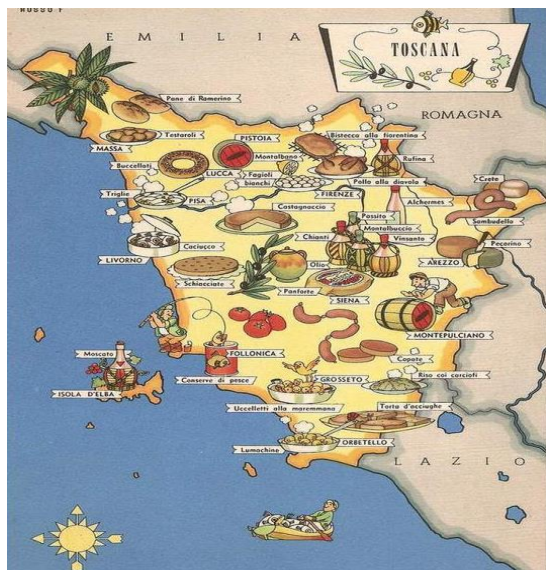 EMILIA
TOSCANA
ROMAGNA
Pane di Ramerino
Testaroli
MASSA
PISTOIA
Bistecca alla fiorentina
Buccellati
Montalbano
Rufina
LUCCA
Fagioli
bianchi
FIRENZE
Pollo alla diavola
Creta
Triglie
PISA
Alchermes
Sambudello
Castagnaccio
Passito
Montalbuccio
Chianti
Vinsanto
Pecorino
Caciucco
LIVORNO
Olio
AREZZO
Schiacciate
Panforte
SIENA
MONTEPULCIANO
Moscato
FOLLONICA
Copate
ISOLA D'ELBA
Conserve di pesce
GROSSETO
Riso coi carciofi
Uccelletti alla maremmana
Torta d'acciughe
Lumachine
ORBETELLO
LAZIO